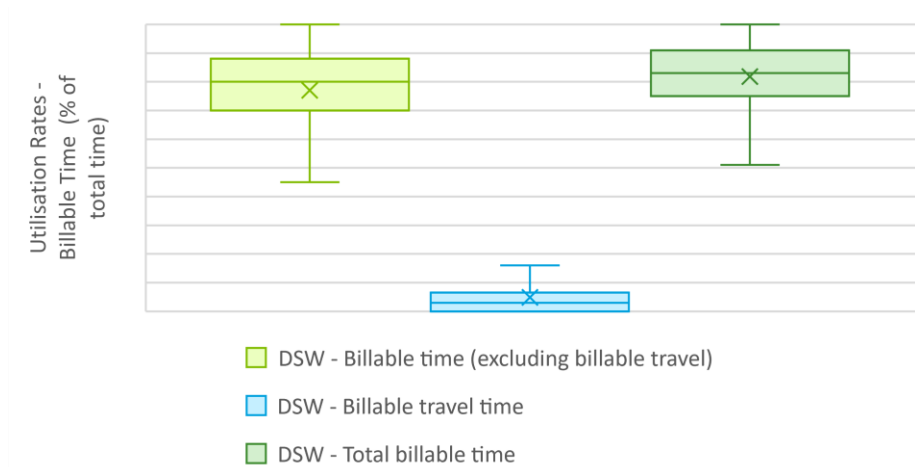 Utilisation Rates -
Billable Time (% of
total time)
DSW - Billable time (excluding billable travel)
DSW - Billable travel time
DSW - Total billable time